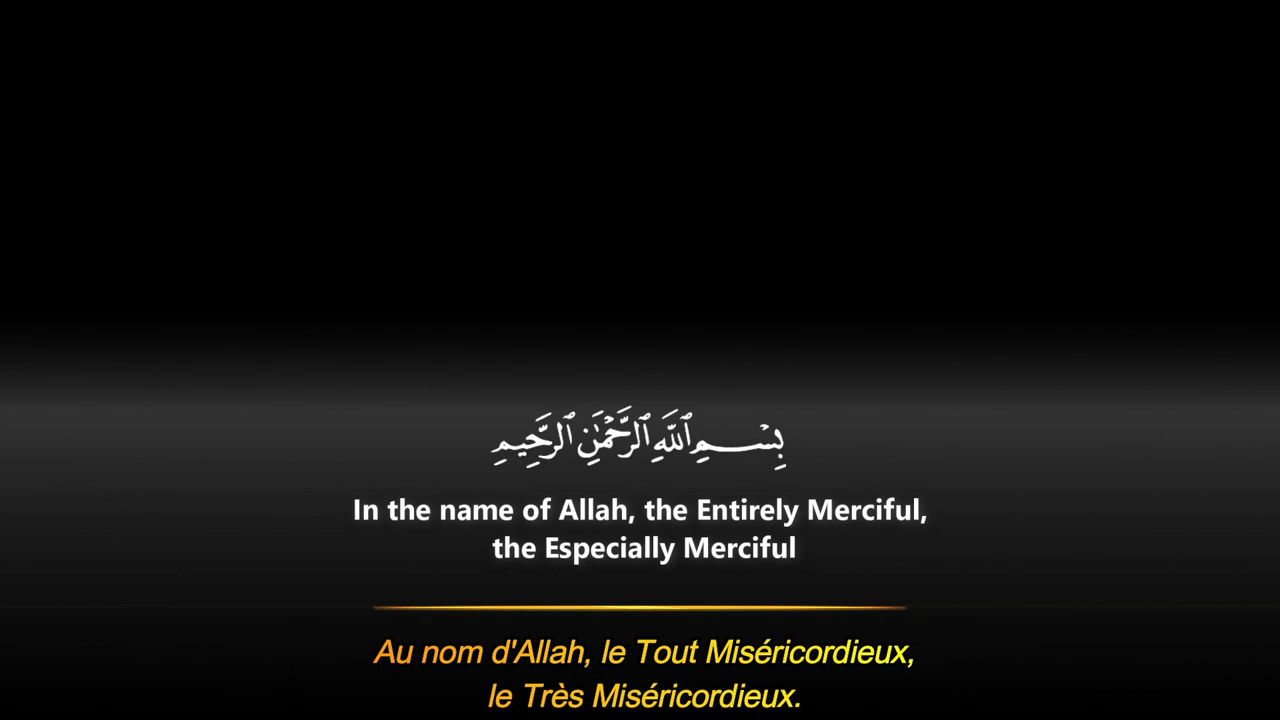 بِسْمِ ٱللَّهِ ٱلرَّحْمَٰنِ ٱلرَّحِيمِ
In the name of Allah, the Entirely Merciful,
the Especially Merciful
Au nom d'Allah, le Tout Miséricordieux,
le Très Miséricordieux.